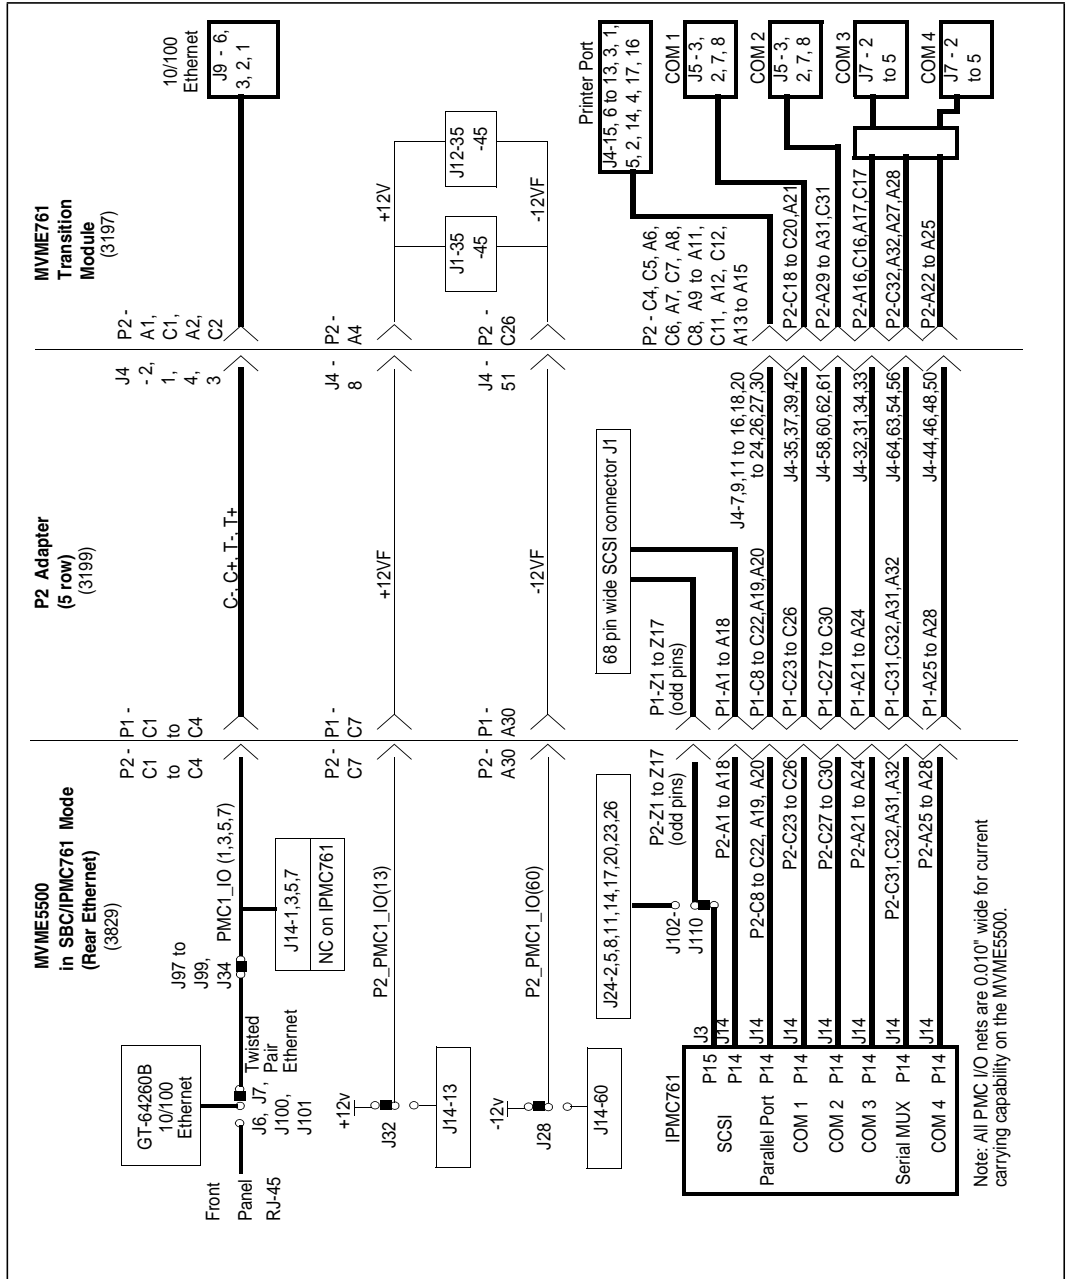 MVME5500
in SBC/IPMC761 Mode
(Rear Ethernet)
(3829)
P2 Adapter
(5 row)
(3199)
MVME761
Transition
Module
(3197)
Front
Panel
RJ-45
GT-64260B
10/100
Ethernet
J6, J7,
J100,
J101
Twisted
Pair
Ethernet
J97 to
J99,
J34
PMC1_IO (1,3,5,7)
J14-1,3,5,7
NC on IPMC761
P2 -
C1
to
C4
P1 -
C1
to
C4
C-, C+, T-, T+
J4
- 2,
1,
4,
3
P2 -
A1,
C1,
A2,
C2
10/100
Ethernet
J9 - 6,
3, 2, 1
+12v
J32
J14-13
P2_PMC1_IO(13)
P2 -
C7
P1 -
C7
+12VF
J4 -
8
P2 -
A4
+12V
J1-35
-45
J12-35
-45
-12v
J28
J14-60
P2_PMC1_IO(60)
P2 -
A30
P1 -
A30
-12VF
J4 -
51
P2 -
C26
-12VF
J24-2,5,8,11,14,17,20,23,26
J102-
J110
P2-Z1 to Z17
(odd pins)
P1-Z1 to Z17
(odd pins)
68 pin wide SCSI connector J1
IPMC761
SCSI
P15
J3
P14
J14
P2-A1 to A18
P1-A1 to A18
Parallel Port
P14
J14
P2-C8 to C22, A19, A20
P1-C8 to C22,A19,A20
J4-7,9,11 to 16,18,20
to 24,26,27,30
P2 - C4, C5, A6,
C6, A7, C7, A8,
C8, A9 to A11,
C11, A12, C12,
A13 to A15
Printer Port
J4-15, 6 to 13, 3, 1,
5, 2, 14, 4, 17, 16
COM 1
P14
J14
P2-C23 to C26
P1-C23 to C26
J4-35,37,39,42
P2-C18 to C20,A21
COM 1
J5 - 3,
2, 7, 8
COM 2
P14
J14
P2-C27 to C30
P1-C27 to C30
J4-58,60,62,61
P2-A29 to A31,C31
COM 2
J5 - 3,
2, 7, 8
COM 3
P14
J14
P2-A21 to A24
P1-A21 to A24
J4-32,31,34,33
P2-A16,C16,A17,C17
COM 3
J7 - 2
to 5
Serial MUX
P14
J14
P2-C31,C32,A31,A32
P1-C31,C32,A31,A32
J4-64,63,54,56
P2-C32,A32,A27,A28
COM 4
P14
J14
P2-A25 to A28
P1-A25 to A28
J4-44,46,48,50
P2-A22 to A25
COM 4
J7 - 2
to 5
Note: All PMC I/O nets are 0.010" wide for current
carrying capability on the MVME5500.